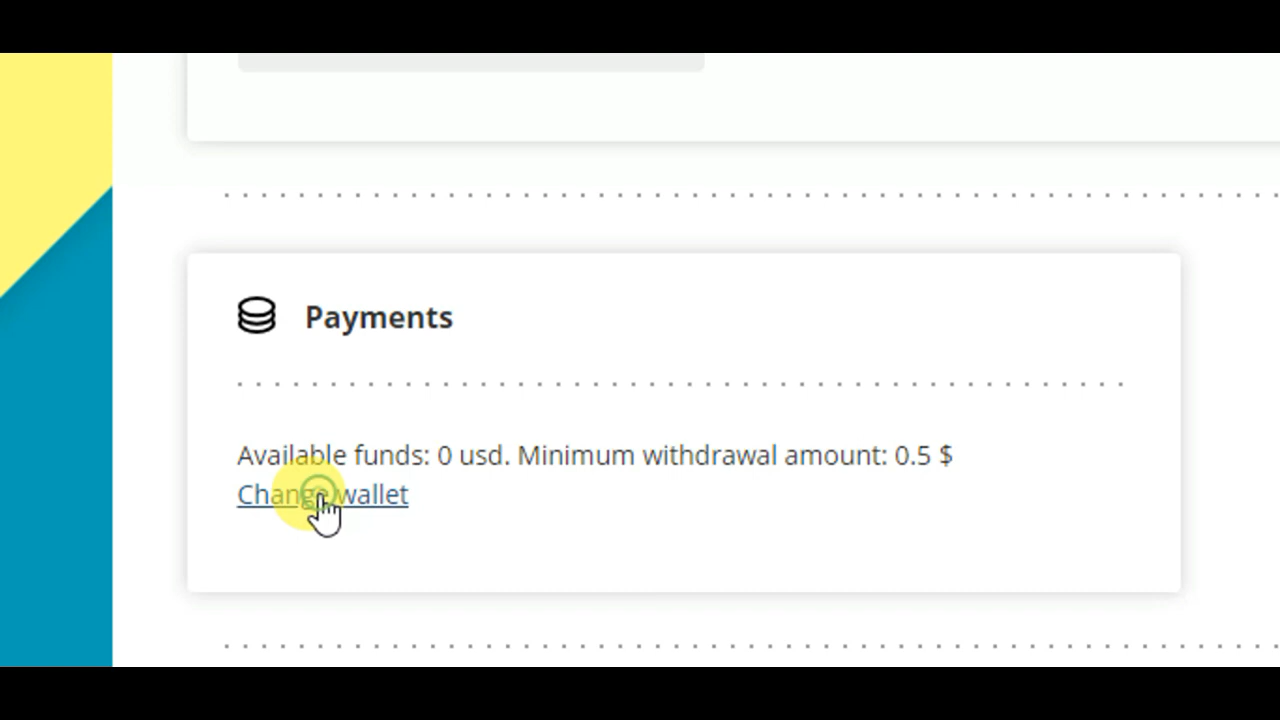 Payments
Available funds: 0 usd. Minimum withdrawal amount: 0.5 $
Change wallet